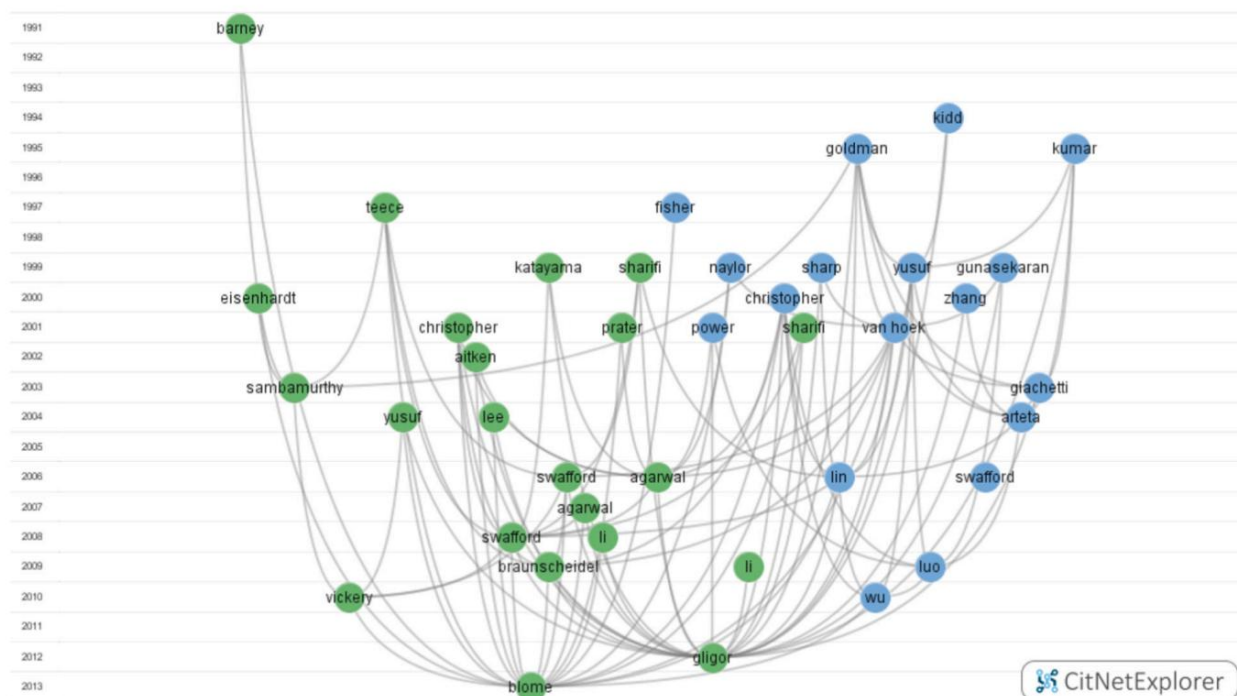 1991 barney
1992
1993
1994 kidd
1995 goldman kumar
1996
1997 teece fisher
1998
1999 katayama sharifi naylor sharp yusuf gunasekaran
2000 eisenhardt christopher zhang
2001 christopher prater power sharifi van hoek
2002 aitken
2003 sambamurthy giachetti
2004 yusuf lee arteta
2005
2006 swafford agarwal lin swafford
2007 agarwal
2008 swafford li
2009 braunscheidel li luo
2010 vickery wu
2011
2012 gligor
2013 blome
CitNetExplorer